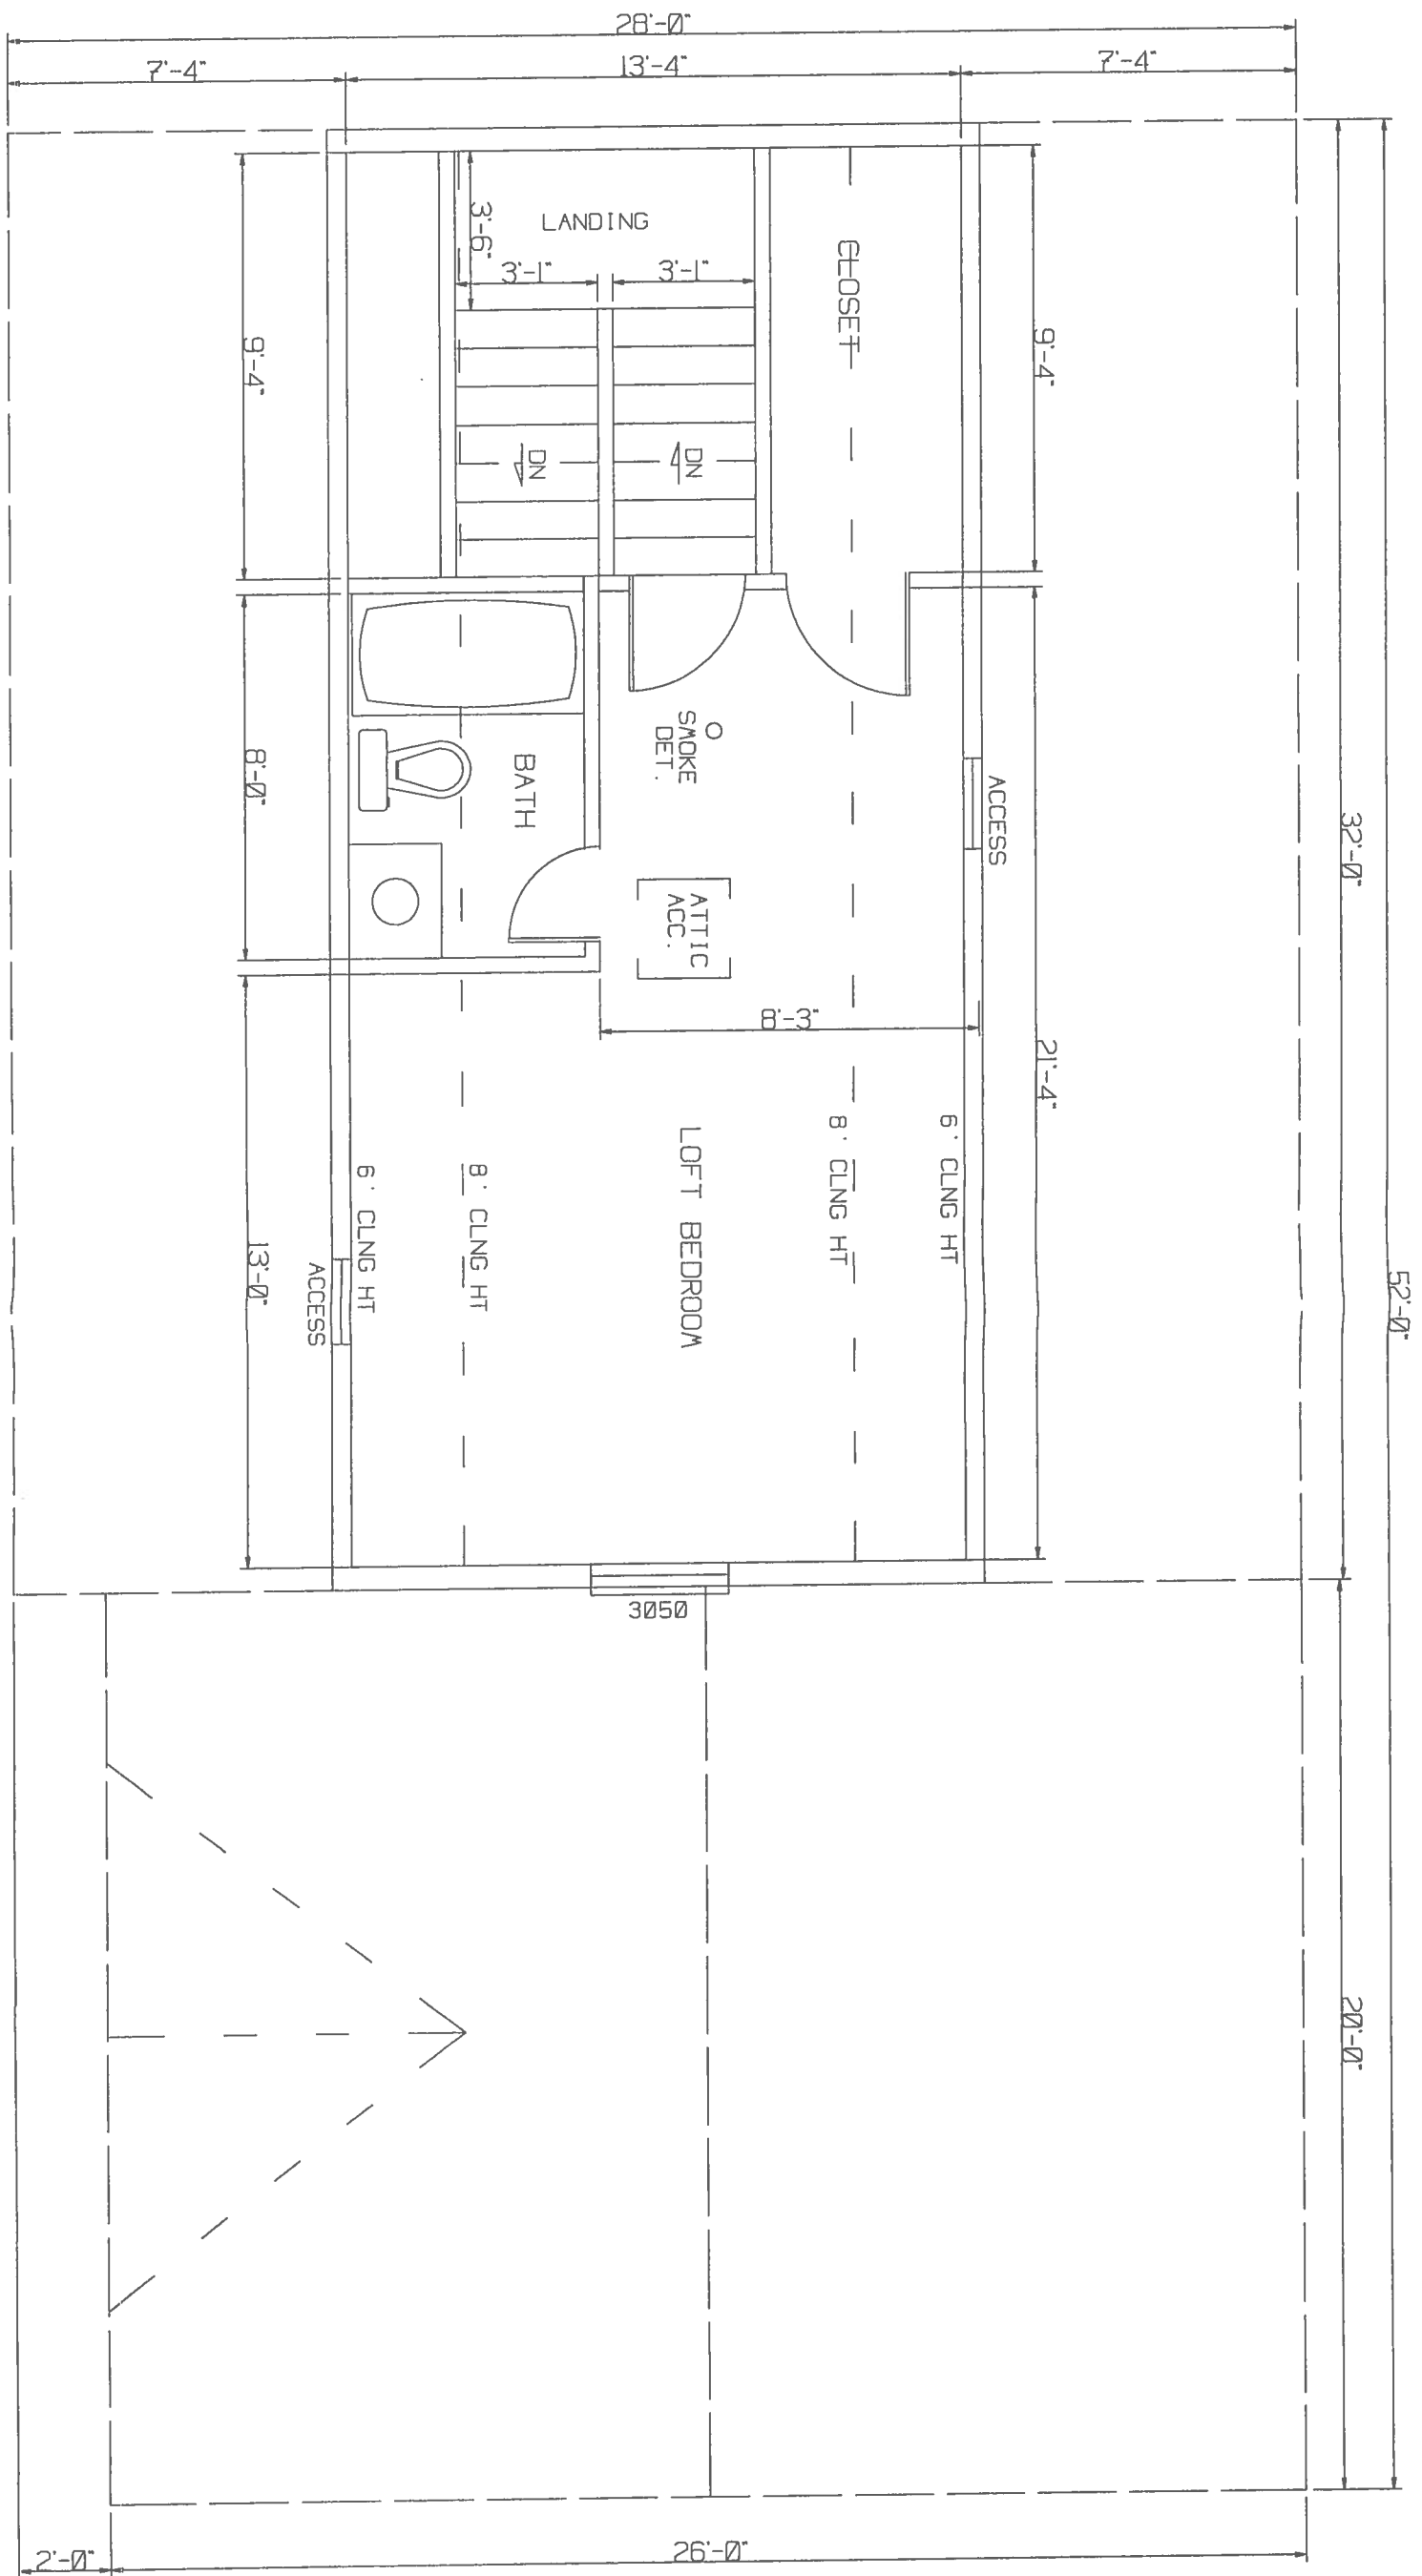 28'-0"
7'-4"
13'-4"
7'-4"
LANDING
3'-6"
3'-1"
3'-1"
CLOSET
9'-4"
9'-4"
DN
DN
32'-0"
52'-0"
SMOKE
DET.
BATH
8'-0"
ACCESS
ATTIC
ACC.
8'-3"
21'-4"
6' CLNG HT
8' CLNG HT
LOFT BEDROOM
8' CLNG HT
6' CLNG HT
13'-0"
ACCESS
3050
20'-0"
2'-0"
26'-0"